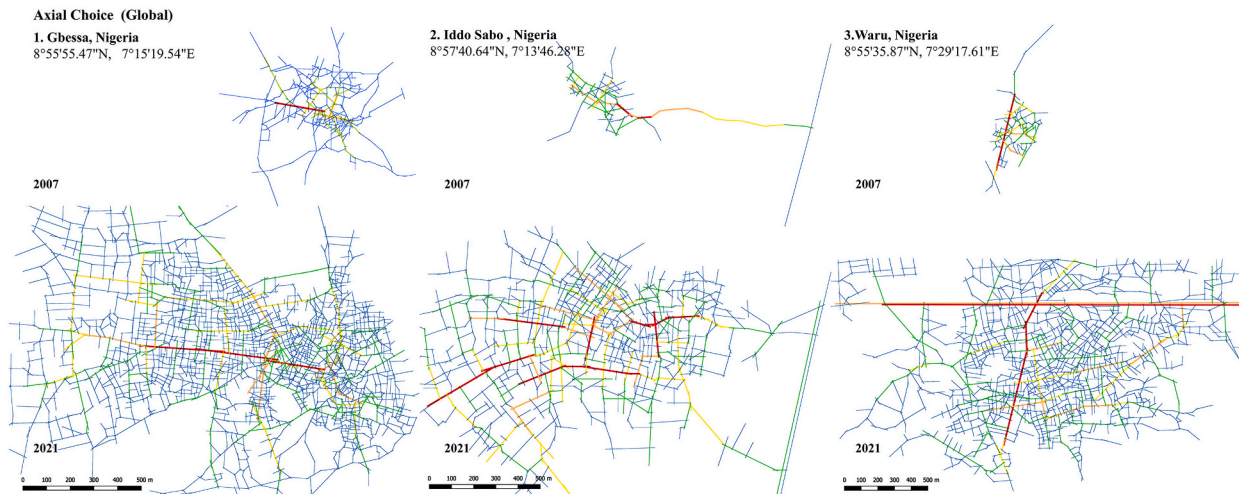 Axial Choice (Global)
1. Gbessa, Nigeria
8°55'55.47"N, 7°15'19.54"E
2. Iddo Sabo , Nigeria
8°57'40.64"N, 7°13'46.28"E
3.Waru, Nigeria
8°55'35.87"N, 7°29'17.61"E
2007
2007
2007
2021
2021
2021
0 100 200 300 400 500 m
0 100 200 300 400 500 m
0 100 200 300 400 500 m